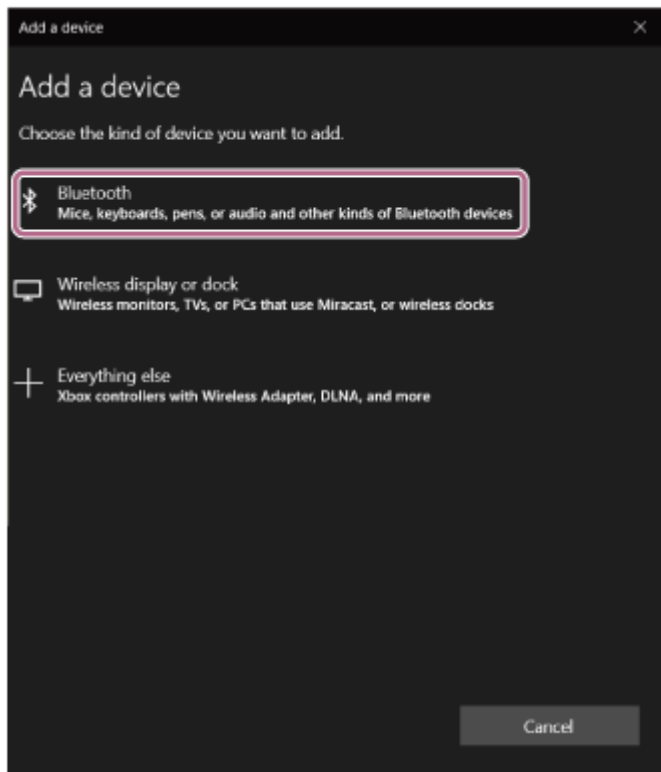 Add a device
Add a device
Choose the kind of device you want to add.
Bluetooth
Mice, keyboards, pens, or audio and other kinds of Bluetooth devices
Wireless display or dock
Wireless monitors, TVs, or PCs that use Miracast, or wireless docks
Everything else
Xbox controllers with Wireless Adapter, DLNA, and more
Cancel